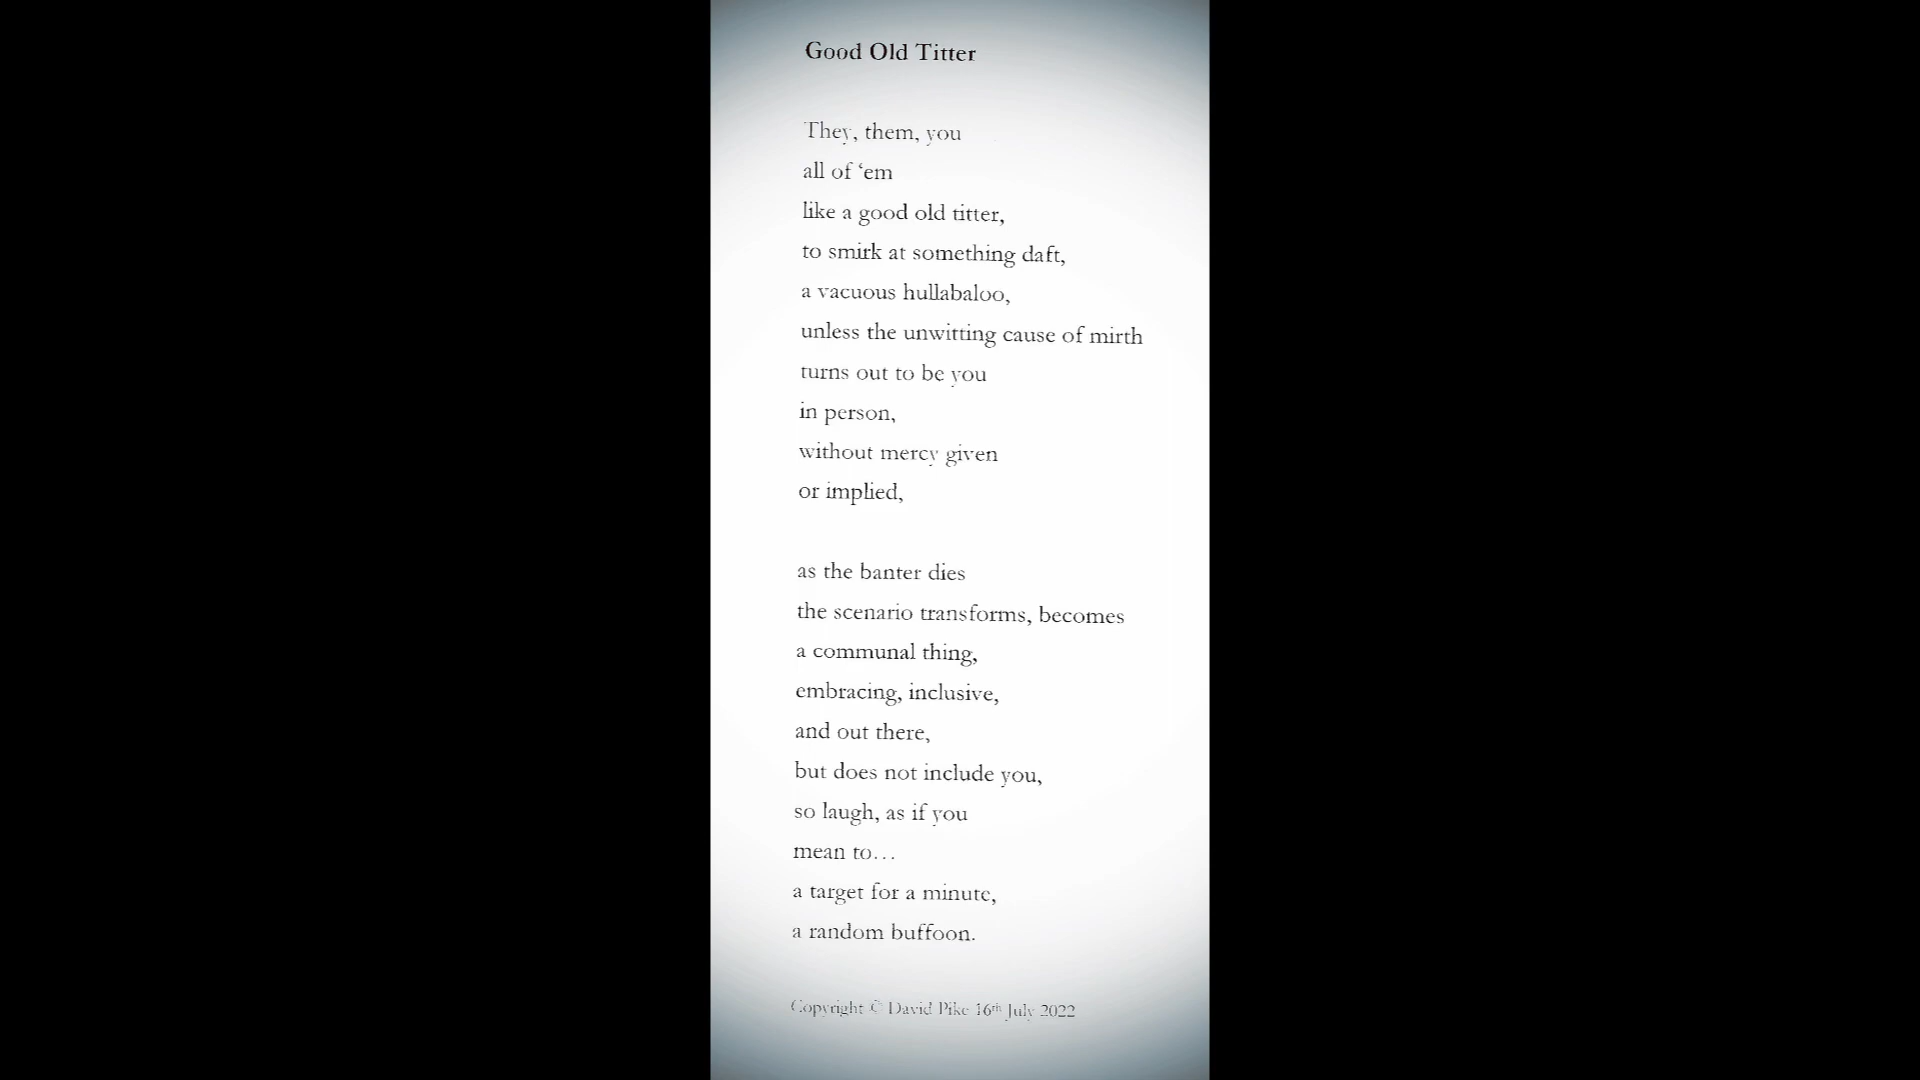 Good Old Titter
They, them, you
all of ‘em
like a good old titter,
to smirk at something daft,
a vacuous hullabaloo,
unless the unwitting cause of mirth
turns out to be you
in person,
without mercy given
or implied,
as the banter dies
the scenario transforms, becomes
a communal thing,
embracing, inclusive,
and out there,
but does not include you,
so laugh, as if you
mean to…
a target for a minute,
a random buffoon.
Copyright © David Pike 16th July 2022